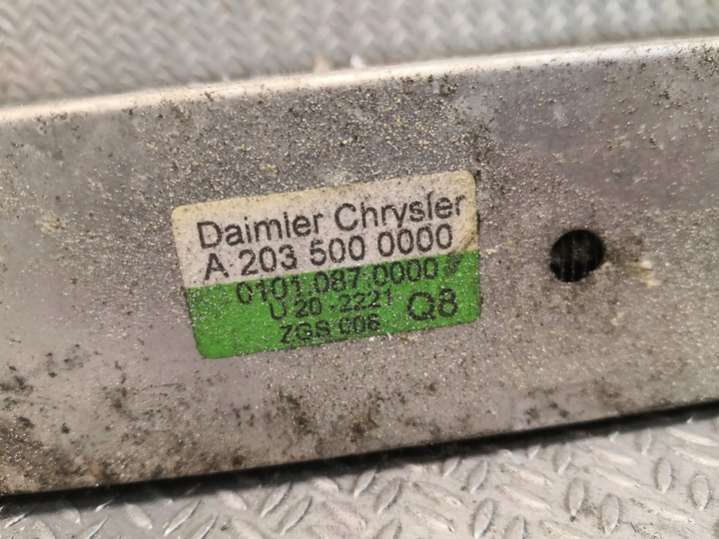 Daimler Chrysler
A 203 500 0000
0101.087.0000
U 20-2221 Q8
ZGS 006